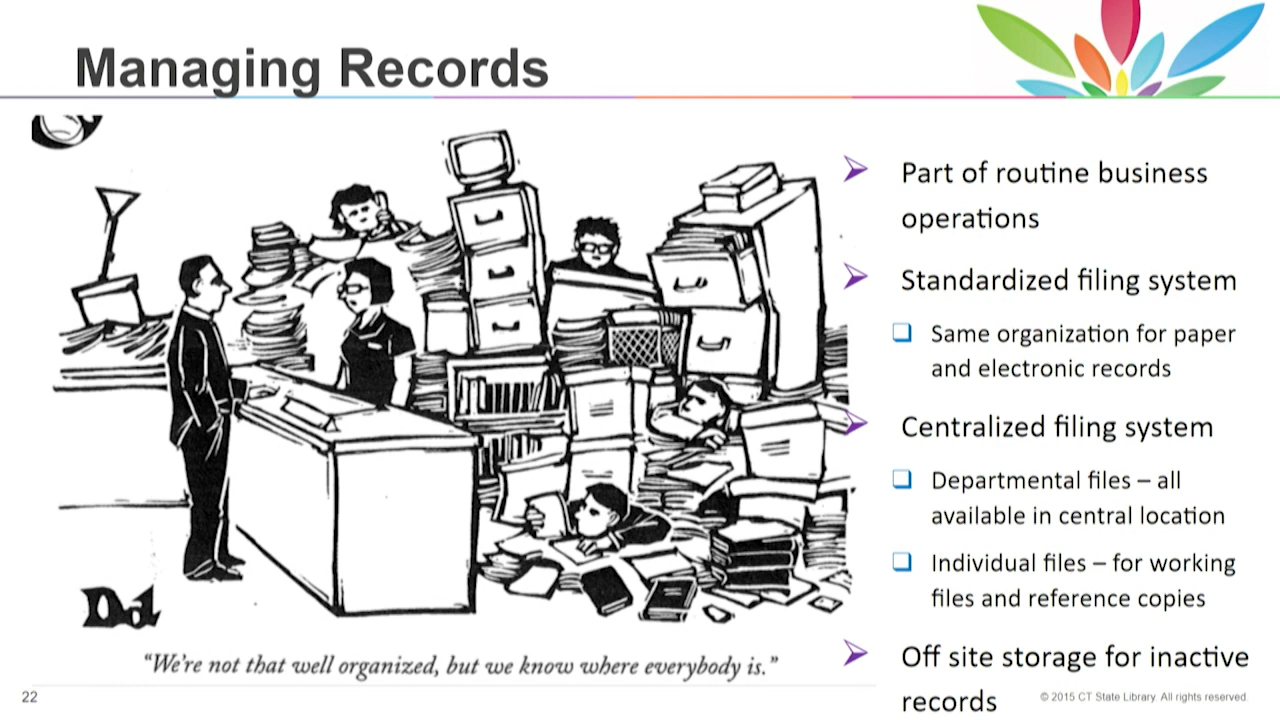 Managing Records
Part of routine business
operations
Standardized filing system
Same organization for paper
and electronic records
Centralized filing system
Departmental files – all
available in central location
Individual files – for working
files and reference copies
Off site storage for inactive
records
“We’re not that well organized, but we know where everybody is.”
22
© 2015 CT State Library. All rights reserved.